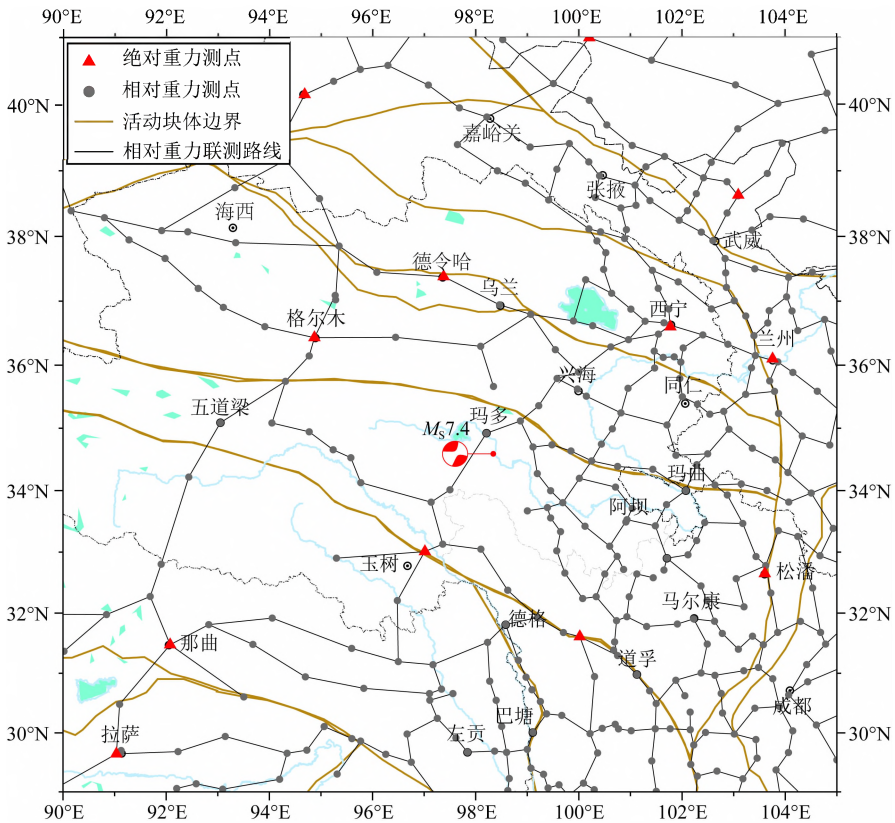 90°E 92°E 94°E 96°E 98°E 100°E 102°E 104°E
绝对重力测点
相对重力测点
活动块体边界
相对重力联测路线
40°N 40°N
嘉峪关
张掖
海西
38°N 38°N
武威
德令哈
乌兰
格尔木
西宁
兰州
36°N 36°N
兴海
同仁
五道梁
玛多
MS7.4
玛曲
34°N 34°N
阿坝
玉树
松潘
马尔康
32°N 32°N
德格
那曲
道孚
成都
巴塘
拉萨
左贡
30°N 30°N
90°E 92°E 94°E 96°E 98°E 100°E 102°E 104°E